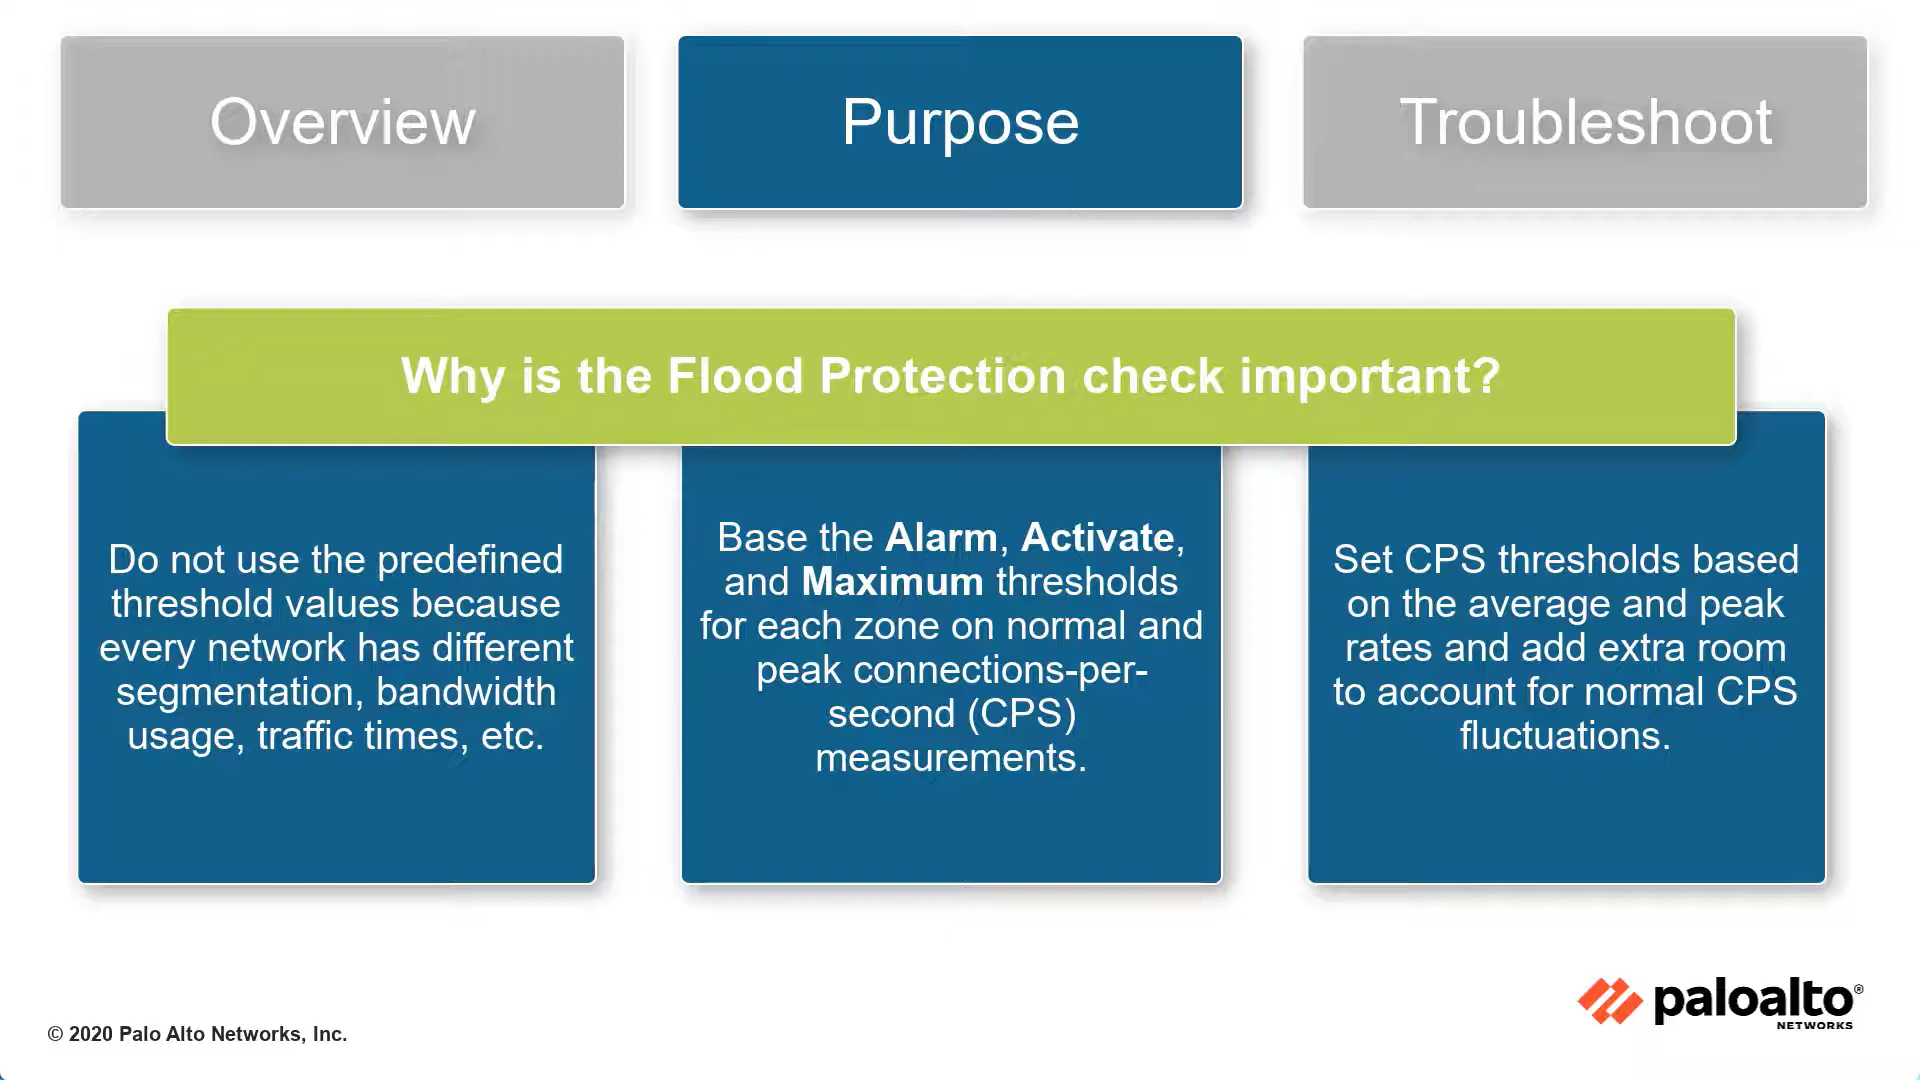 Overview
Purpose
Troubleshoot
Why is the Flood Protection check important?
Do not use the predefined
threshold values because
every network has different
segmentation, bandwidth
usage, traffic times, etc.
Base the Alarm, Activate,
and Maximum thresholds
for each zone on normal and
peak connections-per-
second (CPS)
measurements.
Set CPS thresholds based
on the average and peak
rates and add extra room
to account for normal CPS
fluctuations.
© 2020 Palo Alto Networks, Inc.
paloalto®
NETWORKS